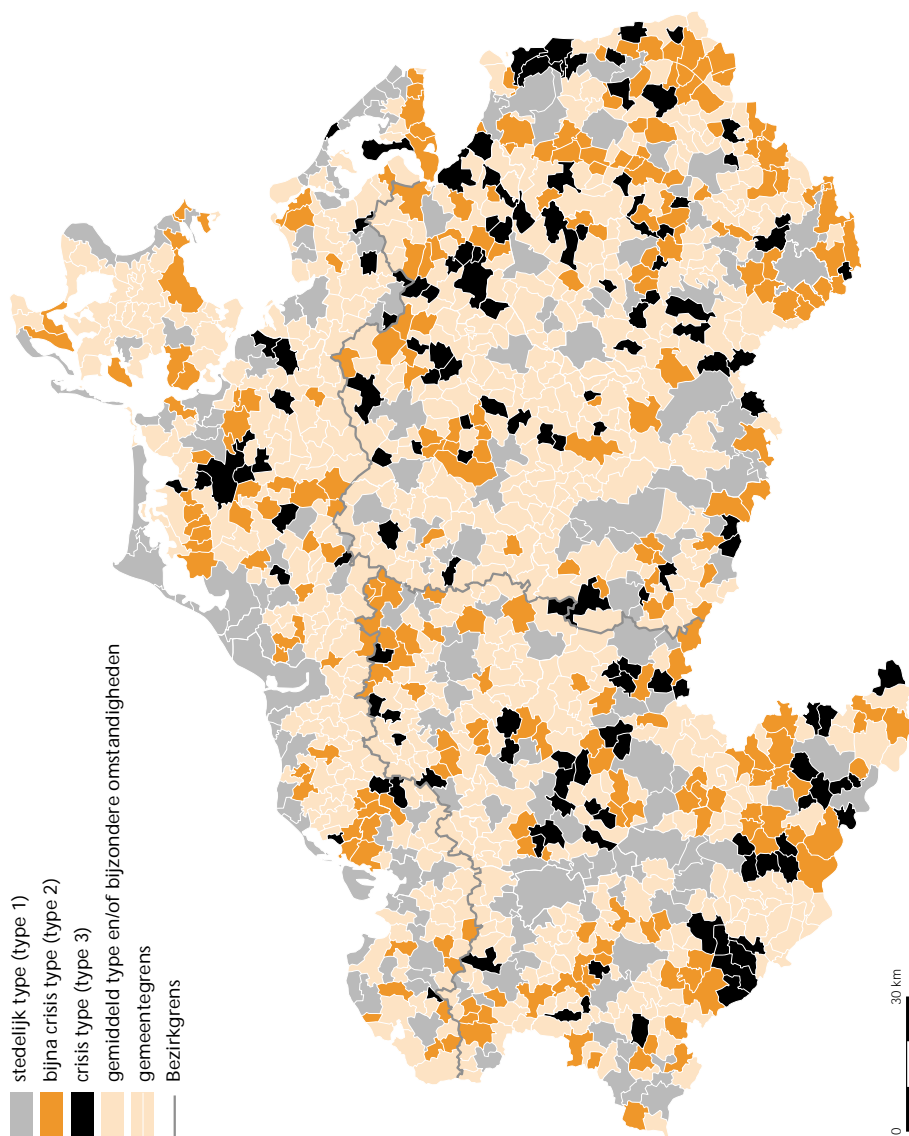 stedelijk type (type 1)
bijna crisis type (type 2)
crisis type (type 3)
gemiddeld type en/of bijzondere omstandigheden
gemeentegrens
Bezirkgrens
0
30 km